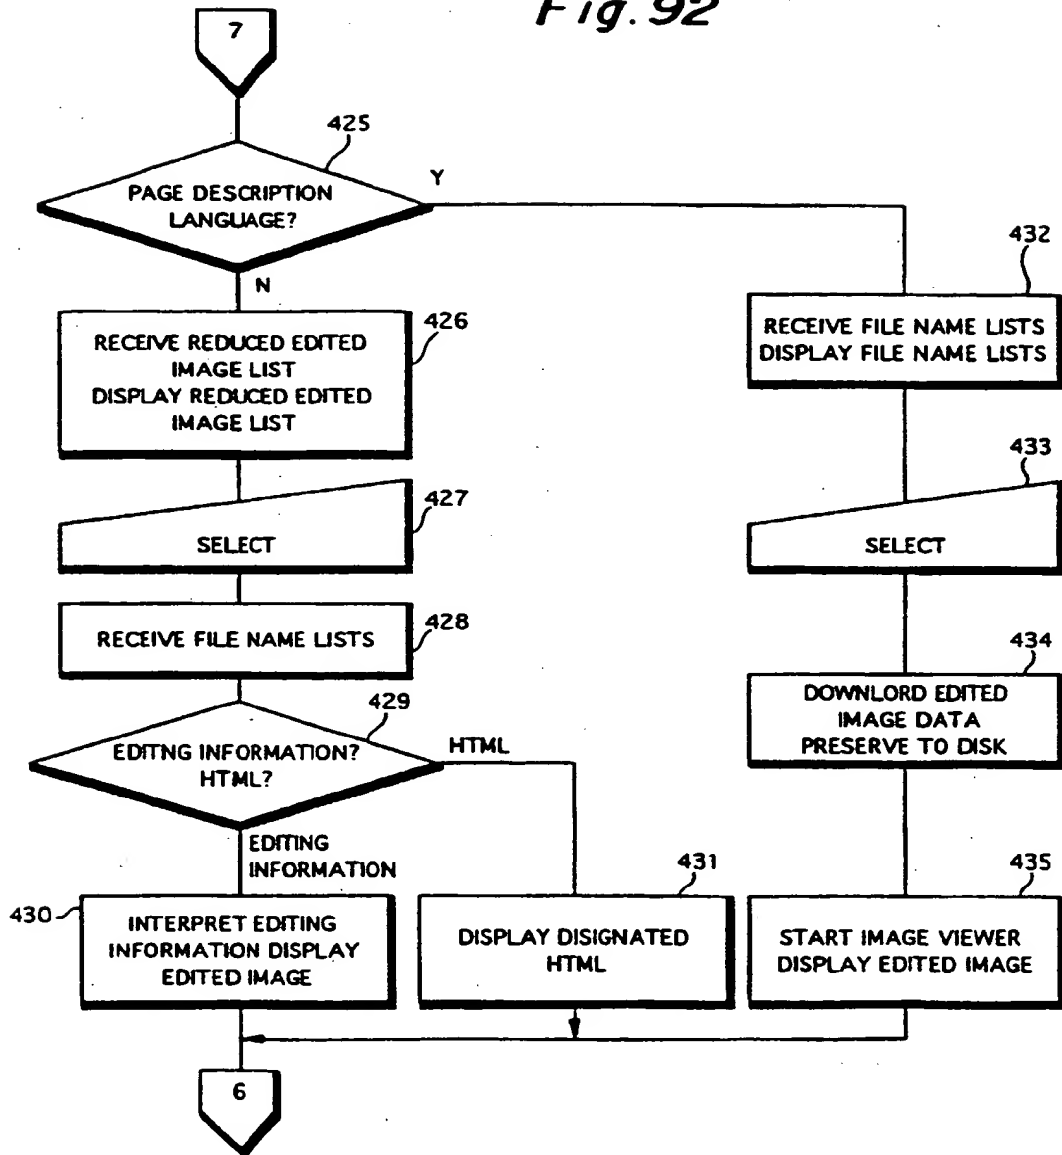 Fig. 92
7
425
PAGE DESCRIPTION
LANGUAGE?
Y
N
426
RECEIVE REDUCED EDITED
IMAGE LIST
DISPLAY REDUCED EDITED
IMAGE LIST
427
SELECT
428
RECEIVE FILE NAME LISTS
429
EDITNG INFORMATION?
HTML?
HTML
EDITING
INFORMATION
430
INTERPRET EDITING
INFORMATION DISPLAY
EDITED IMAGE
431
DISPLAY DISIGNATED
HTML
432
RECEIVE FILE NAME LISTS
DISPLAY FILE NAME LISTS
433
SELECT
434
DOWNLORD EDITED
IMAGE DATA
PRESERVE TO DISK
435
START IMAGE VIEWER
DISPLAY EDITED IMAGE
6